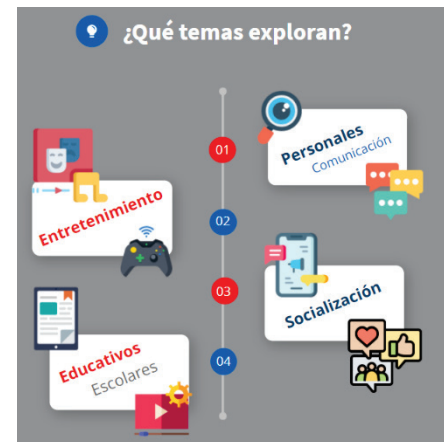 ¿Qué temas exploran?
01
Personales
Comunicación
Entretenimiento
02
03
Socialización
Educativos
Escolares
04